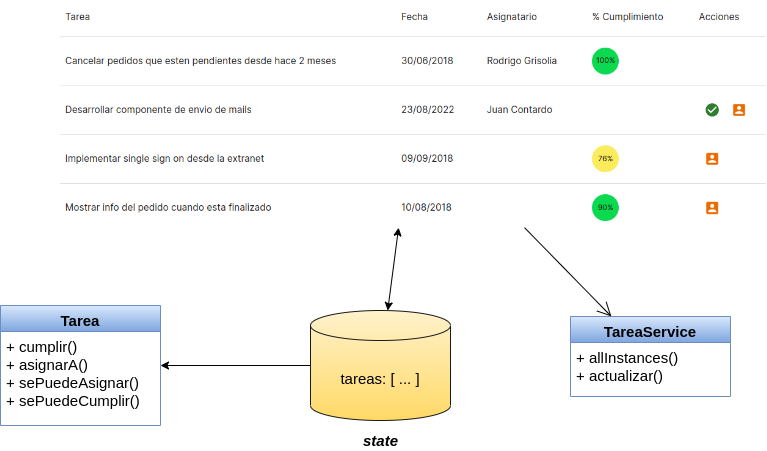 Tarea Fecha Asignatario % Cumplimiento Acciones
Cancelar pedidos que esten pendientes desde hace 2 meses 30/06/2018 Rodrigo Grisolia 100%
Desarrollar componente de envio de mails 23/08/2022 Juan Contardo
Implementar single sign on desde la extranet 09/09/2018 76%
Mostrar info del pedido cuando esta finalizado 10/08/2018 90%
Tarea
+ cumplir()
+ asignarA()
+ sePuedeAsignar()
+ sePuedeCumplir()
tareas: [ ... ]
state
TareaService
+ allInstances()
+ actualizar()